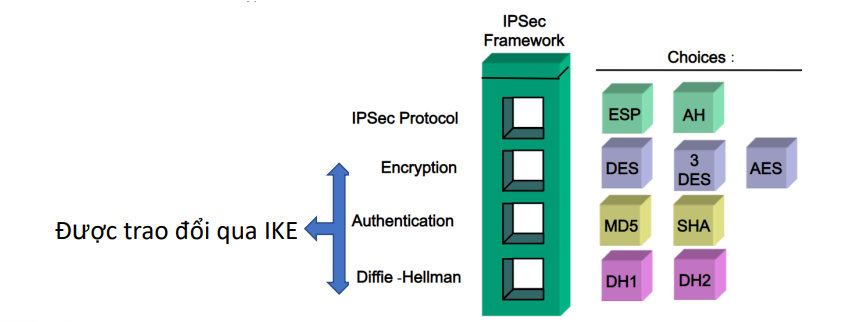 IPSec
Framework
Choices :
IPSec Protocol
ESP
AH
Encryption
DES
3
DES
AES
Được trao đổi qua IKE
Authentication
MD5
SHA
Diffie -Hellman
DH1
DH2